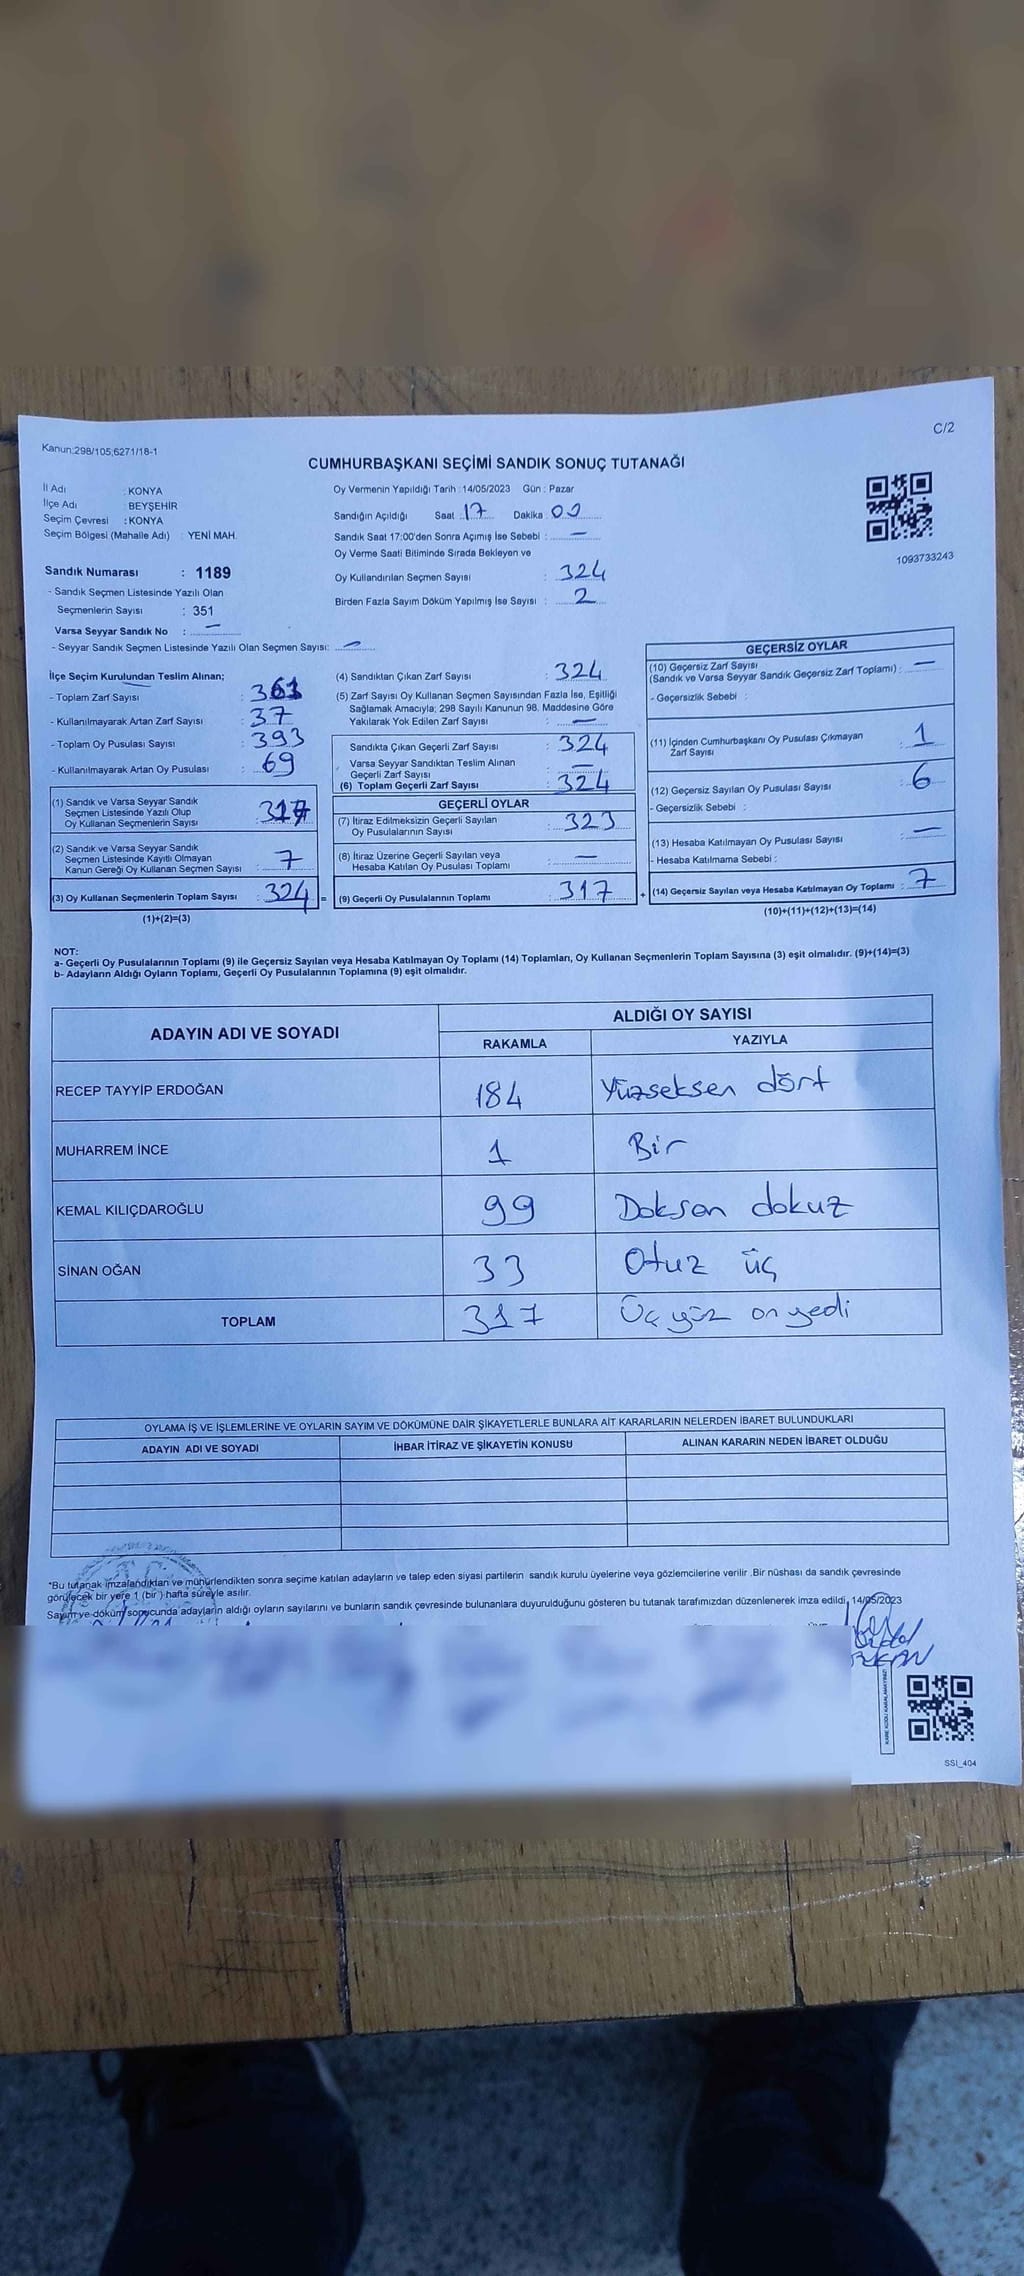 C/2
Kanun:298/105;6271/18-1
CUMHURBAŞKANI SEÇİMİ SANDIK SONUÇ TUTANAĞI
İl Adı : KONYA
İlçe Adı : BEYŞEHİR
Seçim Çevresi : KONYA
Seçim Bölgesi (Mahalle Adı) : YENİ MAH.
Oy Vermenin Yapıldığı Tarih : 14/05/2023 Gün : Pazar
Sandığın Açıldığı Saat : 17 Dakika : 00
Sandık Saat 17:00'den Sonra Açılmış İse Sebebi : —
Oy Verme Saati Bitiminde Sırada Bekleyen ve
Oy Kullandırılan Seçmen Sayısı : 324
Birden Fazla Sayım Döküm Yapılmış İse Sayısı : 2
1093733243
Sandık Numarası : 1189
- Sandık Seçmen Listesinde Yazılı Olan
Seçmenlerin Sayısı : 351
Varsa Seyyar Sandık No : —
- Seyyar Sandık Seçmen Listesinde Yazılı Olan Seçmen Sayısı: —
İlçe Seçim Kurulundan Teslim Alınan;
- Toplam Zarf Sayısı : 361
- Kullanılmayarak Artan Zarf Sayısı : 37
- Toplam Oy Pusulası Sayısı : 393
- Kullanılmayarak Artan Oy Pusulası : 69
(1) Sandık ve Varsa Seyyar Sandık
Seçmen Listesinde Yazılı Olup
Oy Kullanan Seçmenlerin Sayısı : 317
(2) Sandık ve Varsa Seyyar Sandık
Seçmen Listesinde Kayıtlı Olmayan
Kanun Gereği Oy Kullanan Seçmen Sayısı : 7
(3) Oy Kullanan Seçmenlerin Toplam Sayısı : 324 =
(1)+(2)=(3)
(4) Sandıktan Çıkan Zarf Sayısı : 324
(5) Zarf Sayısı Oy Kullanan Seçmen Sayısından Fazla İse, Eşitliği
Sağlamak Amacıyla; 298 Sayılı Kanunun 98. Maddesine Göre
Yakılarak Yok Edilen Zarf Sayısı : —
Sandıkta Çıkan Geçerli Zarf Sayısı : 324
Varsa Seyyar Sandıktan Teslim Alınan
Geçerli Zarf Sayısı : —
(6) Toplam Geçerli Zarf Sayısı : 324
GEÇERLİ OYLAR
(7) İtiraz Edilmeksizin Geçerli Sayılan
Oy Pusulalarının Sayısı : 323
(8) İtiraz Üzerine Geçerli Sayılan veya
Hesaba Katılan Oy Pusulası Toplamı : —
(9) Geçerli Oy Pusulalarının Toplamı : 317 +
GEÇERSİZ OYLAR
(10) Geçersiz Zarf Sayısı
(Sandık ve Varsa Seyyar Sandık Geçersiz Zarf Toplamı) : —
- Geçersizlik Sebebi :
(11) İçinden Cumhurbaşkanı Oy Pusulası Çıkmayan
Zarf Sayısı : 1
(12) Geçersiz Sayılan Oy Pusulası Sayısı : 6
- Geçersizlik Sebebi :
(13) Hesaba Katılmayan Oy Pusulası Sayısı : —
- Hesaba Katılmama Sebebi :
(14) Geçersiz Sayılan veya Hesaba Katılmayan Oy Toplamı : 7
(10)+(11)+(12)+(13)=(14)
NOT:
a- Geçerli Oy Pusulalarının Toplamı (9) ile Geçersiz Sayılan veya Hesaba Katılmayan Oy Toplamı (14) Toplamları, Oy Kullanan Seçmenlerin Toplam Sayısına (3) eşit olmalıdır. (9)+(14)=(3)
b- Adayların Aldığı Oyların Toplamı, Geçerli Oy Pusulalarının Toplamına (9) eşit olmalıdır.
ADAYIN ADI VE SOYADI ALDIĞI OY SAYISI
RAKAMLA YAZIYLA
RECEP TAYYİP ERDOĞAN 184 Yüzseksen dört
MUHARREM İNCE 1 Bir
KEMAL KILIÇDAROĞLU 99 Doksan dokuz
SİNAN OĞAN 33 Otuz üç
TOPLAM 317 Üç yüz on yedi
OYLAMA İŞ VE İŞLEMLERİNE VE OYLARIN SAYIM VE DÖKÜMÜNE DAİR ŞİKAYETLERLE BUNLARA AİT KARARLARIN NELERDEN İBARET BULUNDUKLARI
ADAYIN ADI VE SOYADI İHBAR İTİRAZ VE ŞİKAYETİN KONUSU ALINAN KARARIN NEDEN İBARET OLDUĞU
*Bu tutanak imzalandıktan ve mühürlendikten sonra seçime katılan adayların ve talep eden siyasi partilerin sandık kurulu üyelerine veya gözlemcilerine verilir .Bir nüshası da sandık çevresinde
görülecek bir yere 1 (bir ) hafta süreyle asılır.
Sayım ve döküm sonucunda adayların aldığı oyların sayılarını ve bunların sandık çevresinde bulunanlara duyurulduğunu gösteren bu tutanak tarafımızdan düzenlenerek imza edildi. 14/05/2023
KARE KODU KARALAMAYINIZ!
SSI_404